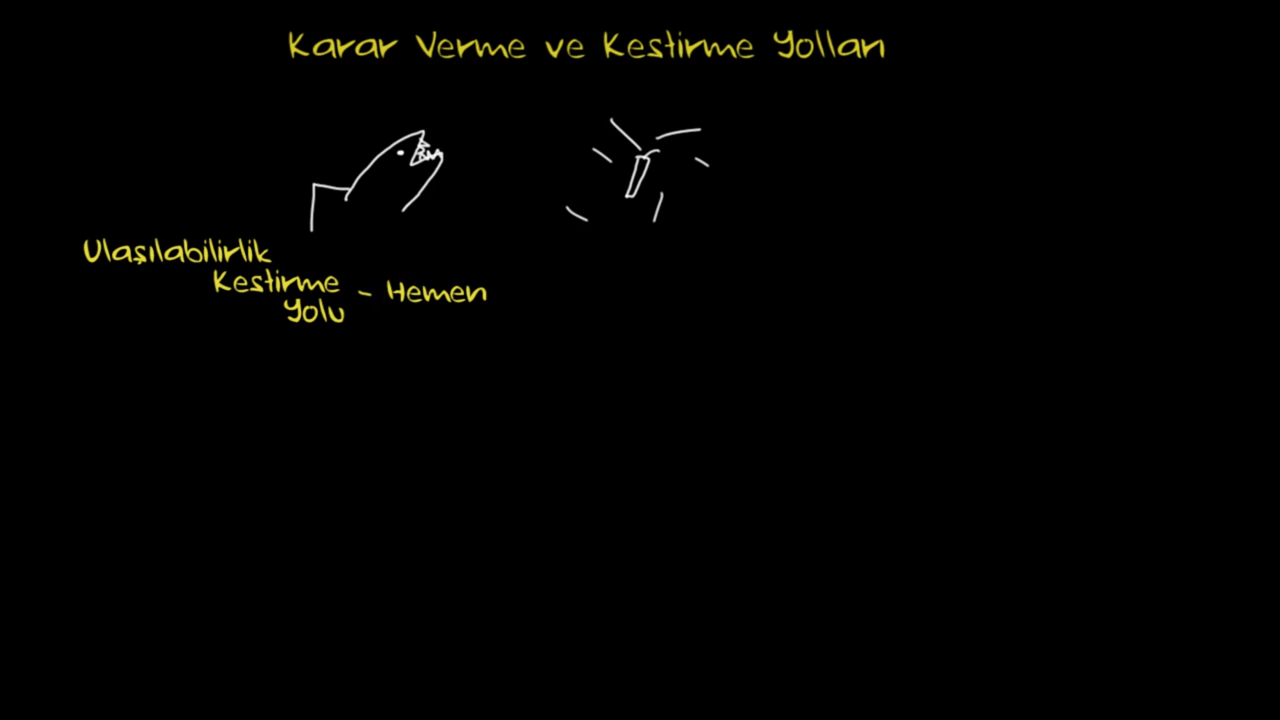 Karar Verme ve Kestirme Yolları
Ulaşılabilirlik
Kestirme
Yolu
- Hemen